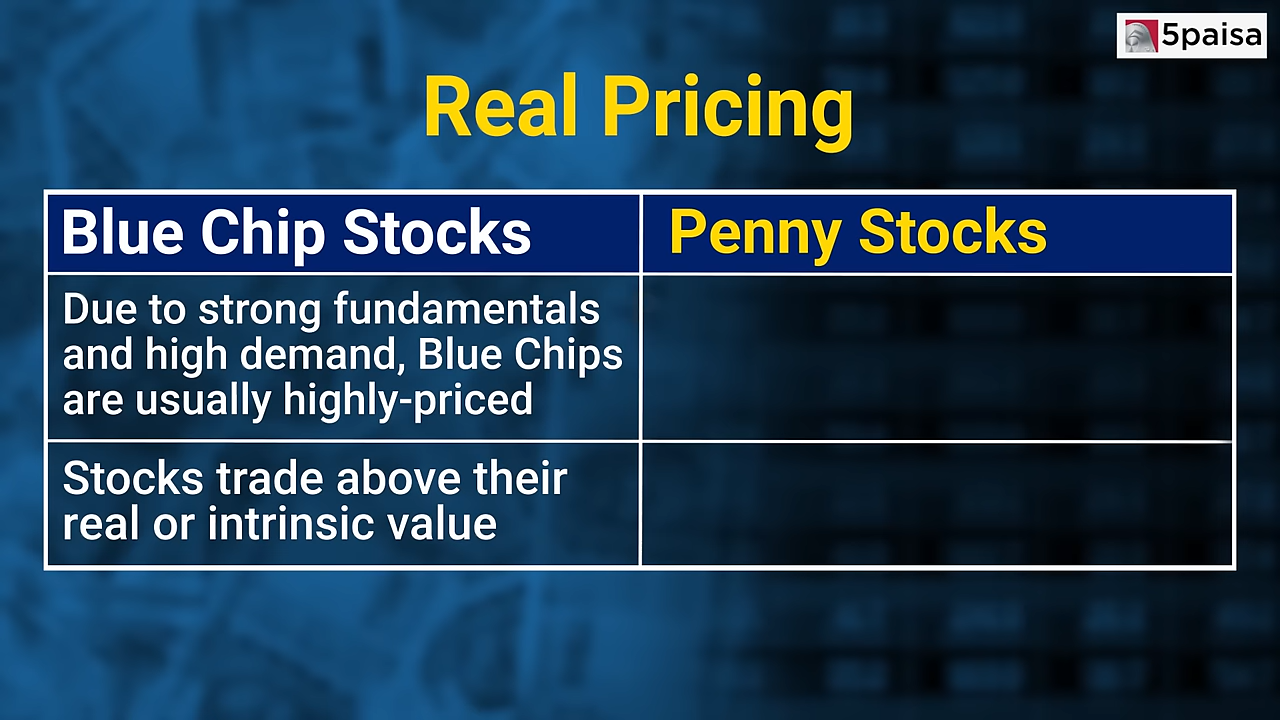 5paisa
Real Pricing
Blue Chip Stocks
Penny Stocks
Due to strong fundamentals
and high demand, Blue Chips
are usually highly-priced
Stocks trade above their
real or intrinsic value